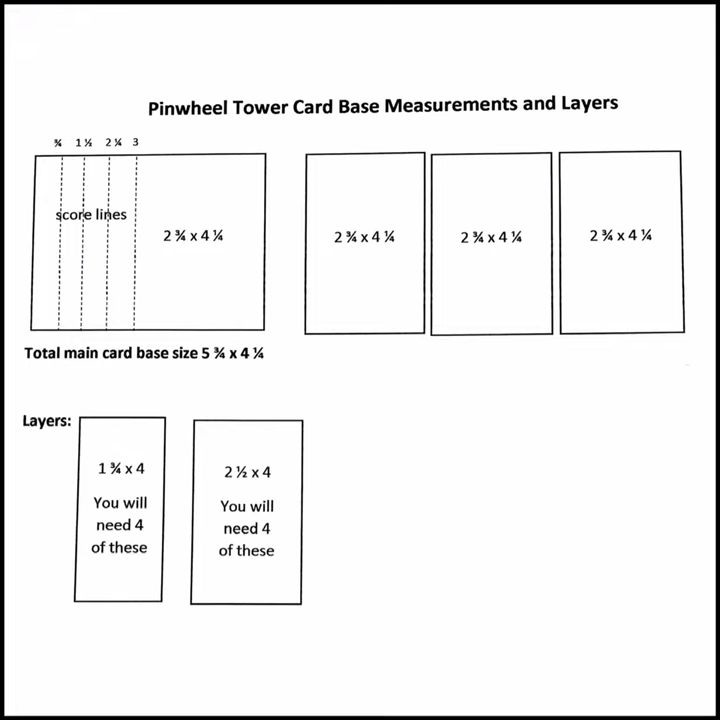 Pinwheel Tower Card Base Measurements and Layers
¾ 1 ½ 2 ¼ 3
score lines
2 ¾ x 4 ¼
2 ¾ x 4 ¼
2 ¾ x 4 ¼
2 ¾ x 4 ¼
Total main card base size 5 ¾ x 4 ¼
Layers:
1 ¾ x 4
You will
need 4
of these
2 ½ x 4
You will
need 4
of these